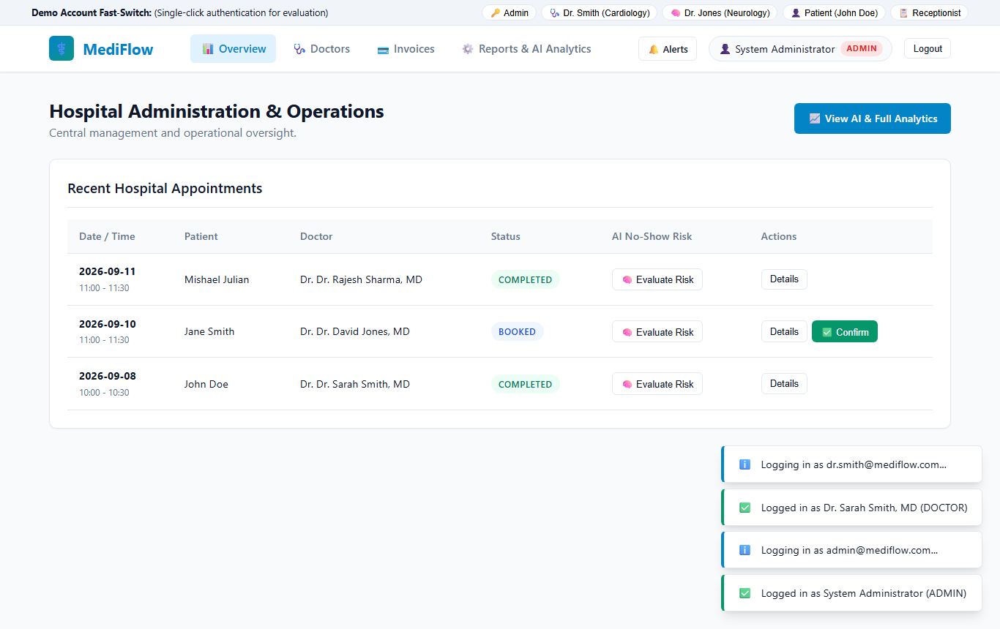 Demo Account Fast-Switch: (Single-click authentication for evaluation) Admin Dr. Smith (Cardiology) Dr. Jones (Neurology) Patient (John Doe) Receptionist
MediFlow Overview Doctors Invoices Reports & AI Analytics Alerts System Administrator ADMIN Logout
Hospital Administration & Operations
Central management and operational oversight.
View AI & Full Analytics
Recent Hospital Appointments
Date / Time Patient Doctor Status AI No-Show Risk Actions
2026-09-11
11:00 - 11:30
Mishael Julian Dr. Dr. Rajesh Sharma, MD COMPLETED Evaluate Risk Details
2026-09-10
11:00 - 11:30
Jane Smith Dr. Dr. David Jones, MD BOOKED Evaluate Risk Details Confirm
2026-09-08
10:00 - 10:30
John Doe Dr. Dr. Sarah Smith, MD COMPLETED Evaluate Risk Details
Logging in as dr.smith@mediflow.com...
Logged in as Dr. Sarah Smith, MD (DOCTOR)
Logging in as admin@mediflow.com...
Logged in as System Administrator (ADMIN)